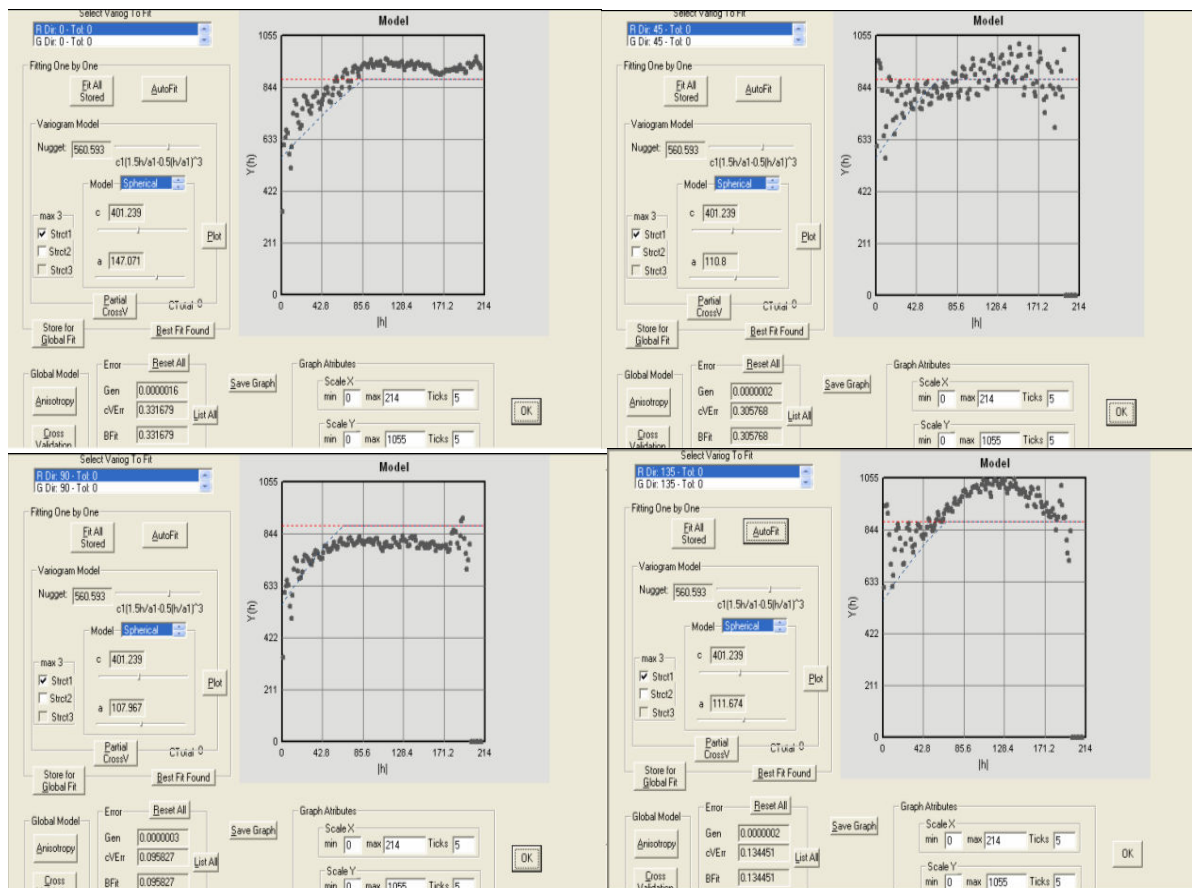 Select Variog To Fit
R Dir: 0 - Tol: 0
G Dir: 0 - Tol: 0
Fitting One by One
Fit All Stored
AutoFit
Variogram Model
Nugget: 560.593
c1(1.5h/a1-0.5(h/a1)^3
Model Spherical
max 3
c 401.239
Strct1
Strct2
a 147.071
Strct3
Plot
Partial CrossV
CTotal 0
Store for Global Fit
Best Fit Found
Global Model
Anisotropy
Cross Validation
Error
Reset All
Gen 0.0000016
cVErr 0.331679
List All
BFit 0.331679
Save Graph
Graph Atributes
Scale X
min 0 max 214 Ticks 5
Scale Y
min 0 max 1055 Ticks 5
OK
Model
1055
844
633
422
211
0
Y(h)
0 42.8 85.6 128.4 171.2 214
|h|
Select Variog To Fit
R Dir: 45 - Tol: 0
G Dir: 45 - Tol: 0
Fitting One by One
Fit All Stored
AutoFit
Variogram Model
Nugget: 560.593
c1(1.5h/a1-0.5(h/a1)^3
Model Spherical
max 3
c 401.239
Strct1
Strct2
a 110.8
Strct3
Plot
Partial CrossV
CTotal 0
Store for Global Fit
Best Fit Found
Global Model
Anisotropy
Cross Validation
Error
Reset All
Gen 0.0000002
cVErr 0.305768
List All
BFit 0.305768
Save Graph
Graph Atributes
Scale X
min 0 max 214 Ticks 5
Scale Y
min 0 max 1055 Ticks 5
OK
Model
1055
844
633
422
211
0
Y(h)
0 42.8 85.6 128.4 171.2 214
|h|
Select Variog To Fit
R Dir: 90 - Tol: 0
G Dir: 90 - Tol: 0
Fitting One by One
Fit All Stored
AutoFit
Variogram Model
Nugget: 560.593
c1(1.5h/a1-0.5(h/a1)^3
Model Spherical
max 3
c 401.239
Strct1
Strct2
a 107.967
Strct3
Plot
Partial CrossV
CTotal 0
Store for Global Fit
Best Fit Found
Global Model
Anisotropy
Cross
Error
Reset All
Gen 0.0000003
cVErr 0.095827
List All
BFit 0.095827
Save Graph
Graph Atributes
Scale X
min 0 max 214 Ticks 5
Scale Y
min 0 max 1055 Ticks 5
OK
Model
1055
844
633
422
211
0
Y(h)
0 42.8 85.6 128.4 171.2 214
|h|
Select Variog To Fit
R Dir: 135 - Tol: 0
G Dir: 135 - Tol: 0
Fitting One by One
Fit All Stored
AutoFit
Variogram Model
Nugget: 560.593
c1(1.5h/a1-0.5(h/a1)^3
Model Spherical
max 3
c 401.239
Strct1
Strct2
a 111.674
Strct3
Plot
Partial CrossV
CTotal 0
Store for Global Fit
Best Fit Found
Global Model
Anisotropy
Cross Validation
Error
Reset All
Gen 0.0000002
cVErr 0.134451
List All
BFit 0.134451
Save Graph
Graph Atributes
Scale X
min 0 max 214 Ticks 5
Scale Y
min 0 max 1055 Ticks 5
OK
Model
1055
844
633
422
211
0
Y(h)
0 42.8 85.6 128.4 171.2 214
|h|